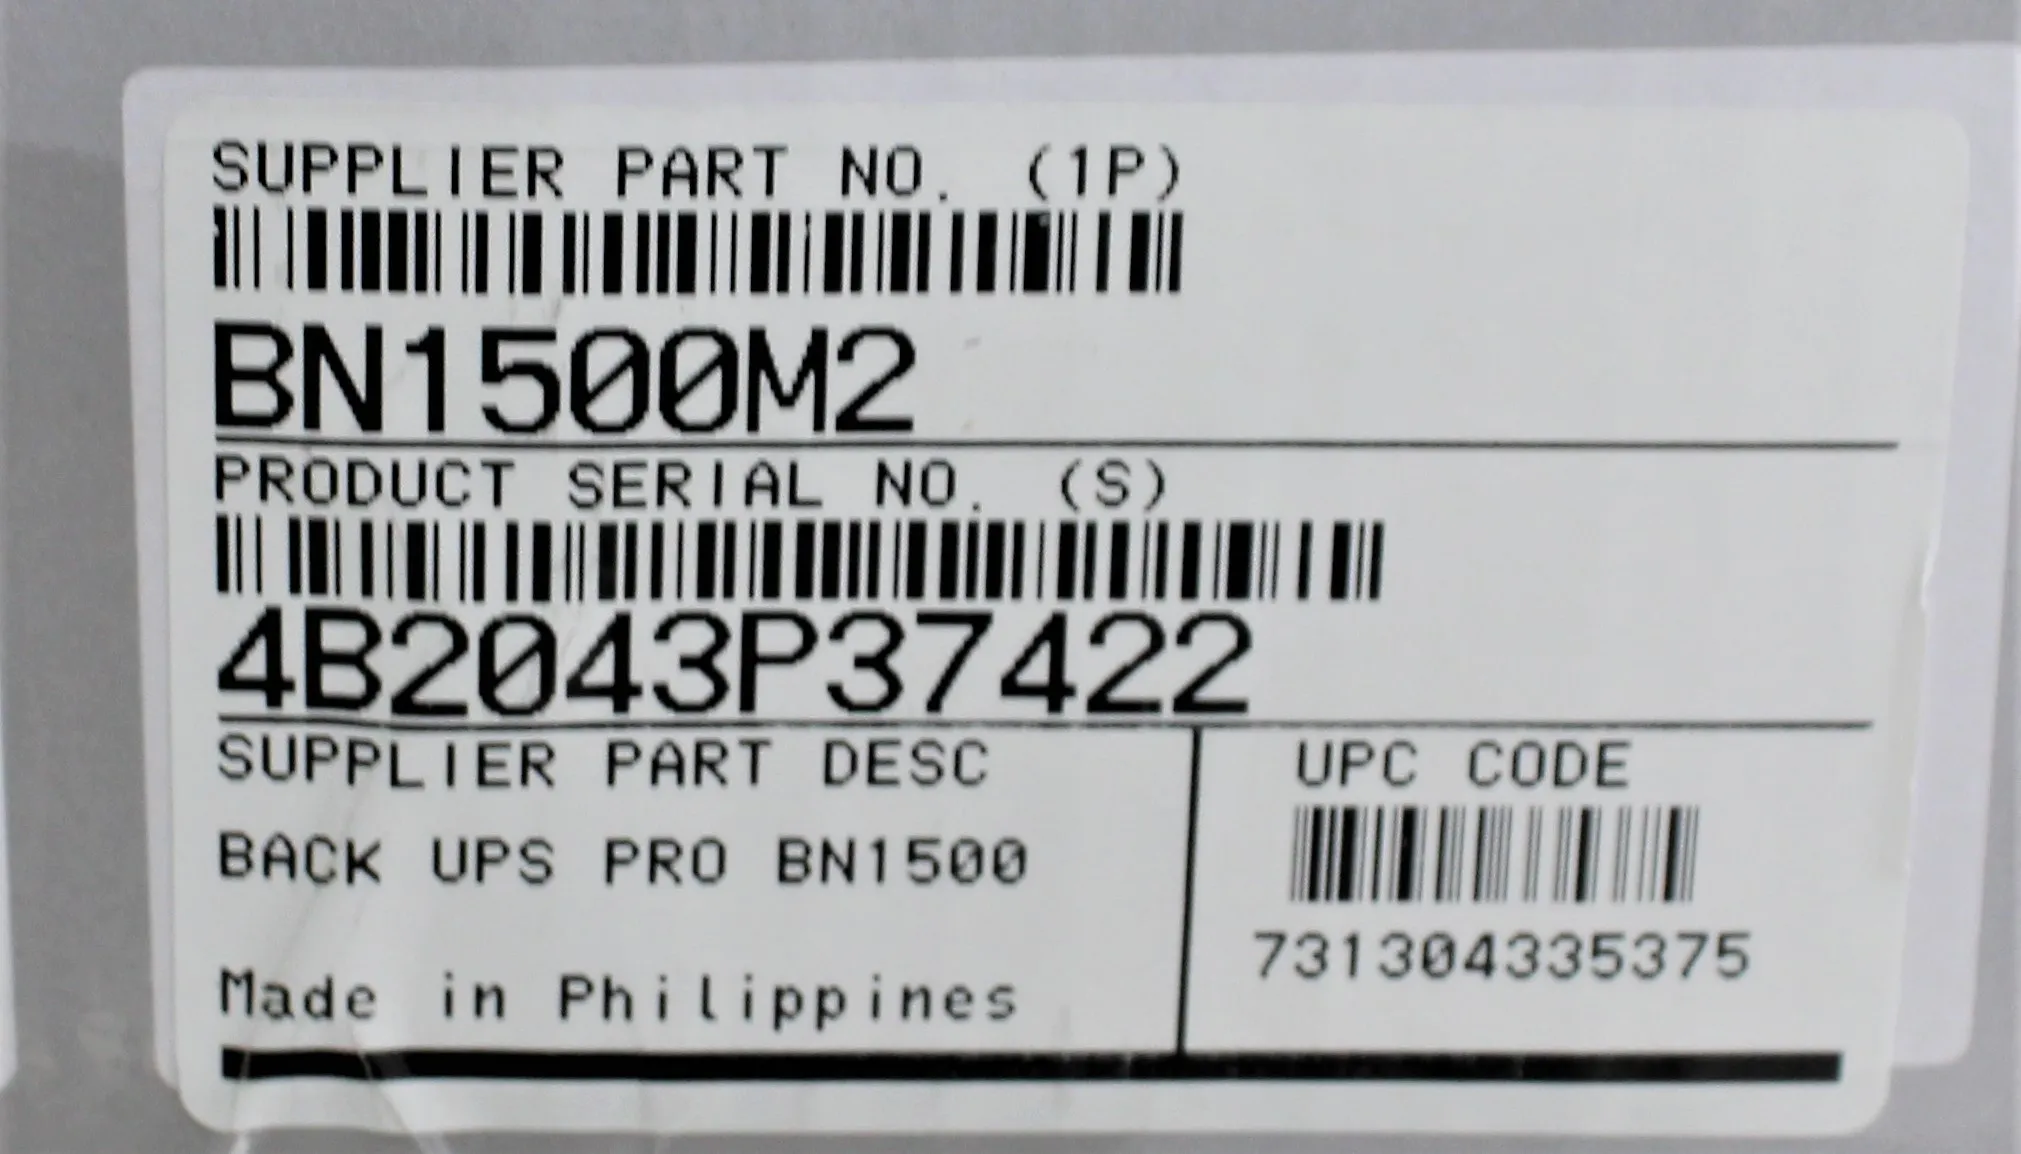 SUPPLIER PART NO. (1P)
BN1500M2
PRODUCT SERIAL NO. (S)
4B2043P37422
SUPPLIER PART DESC
BACK UPS PRO BN1500
Made in Philippines
UPC CODE
731304335375